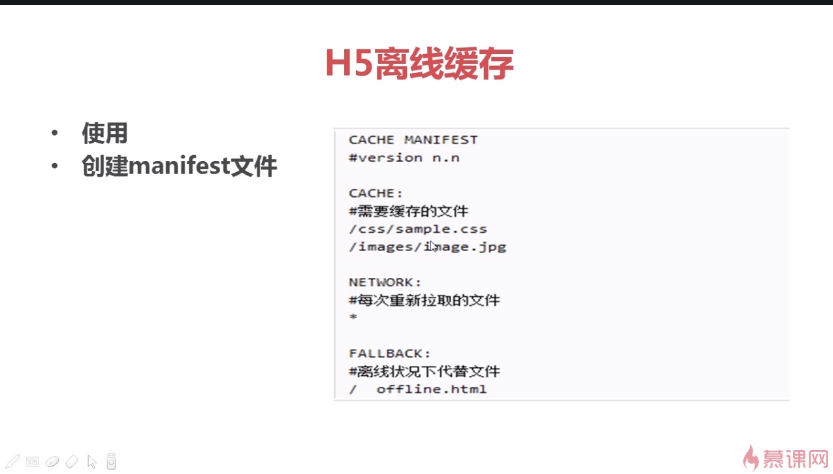 H5离线缓存
• 使用
• 创建manifest文件
CACHE MANIFEST
#version n.n
CACHE:
#需要缓存的文件
/css/sample.css
/images/image.jpg
NETWORK:
#每次重新拉取的文件
*
FALLBACK:
#离线状况下代替文件
/ offline.html
慕课网